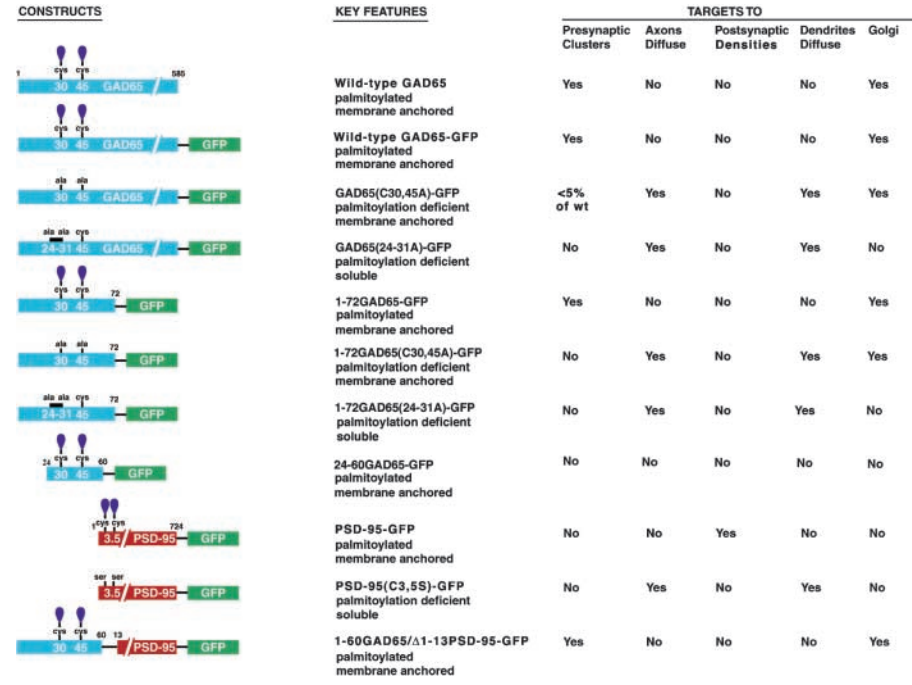 CONSTRUCTS KEY FEATURES TARGETS TO
Presynaptic Clusters Axons Diffuse Postsynaptic Densities Dendrites Diffuse Golgi
cys cys
1 585
30 45 GAD65
Wild-type GAD65 Yes No No No Yes
palmitoylated
membrane anchored
cys cys
30 45 GAD65 GFP
Wild-type GAD65-GFP Yes No No No Yes
palmitoylated
membrane anchored
ala ala
30 45 GAD65 GFP
GAD65(C30,45A)-GFP <5% of wt Yes No Yes Yes
palmitoylation deficient
membrane anchored
ala ala cys
24-31 45 GAD65 GFP
GAD65(24-31A)-GFP No Yes No Yes No
palmitoylation deficient
soluble
cys cys 72
30 45 GFP
1-72GAD65-GFP Yes No No No Yes
palmitoylated
membrane anchored
ala ala 72
30 45 GFP
1-72GAD65(C30,45A)-GFP No Yes No Yes Yes
palmitoylation deficient
membrane anchored
ala ala cys 72
24-31 45 GFP
1-72GAD65(24-31A)-GFP No Yes No Yes No
palmitoylation deficient
soluble
24 cys cys 60
30 45 GFP
24-60GAD65-GFP No No No No No
palmitoylated
membrane anchored
1 cys cys 724
3.5 PSD-95 GFP
PSD-95-GFP No No Yes No No
palmitoylated
membrane anchored
ser ser
3.5 PSD-95 GFP
PSD-95(C3,5S)-GFP No Yes No Yes No
palmitoylation deficient
soluble
cys cys 60 13
30 45 PSD-95 GFP
1-60GAD65/Δ1-13PSD-95-GFP Yes No No No Yes
palmitoylated
membrane anchored